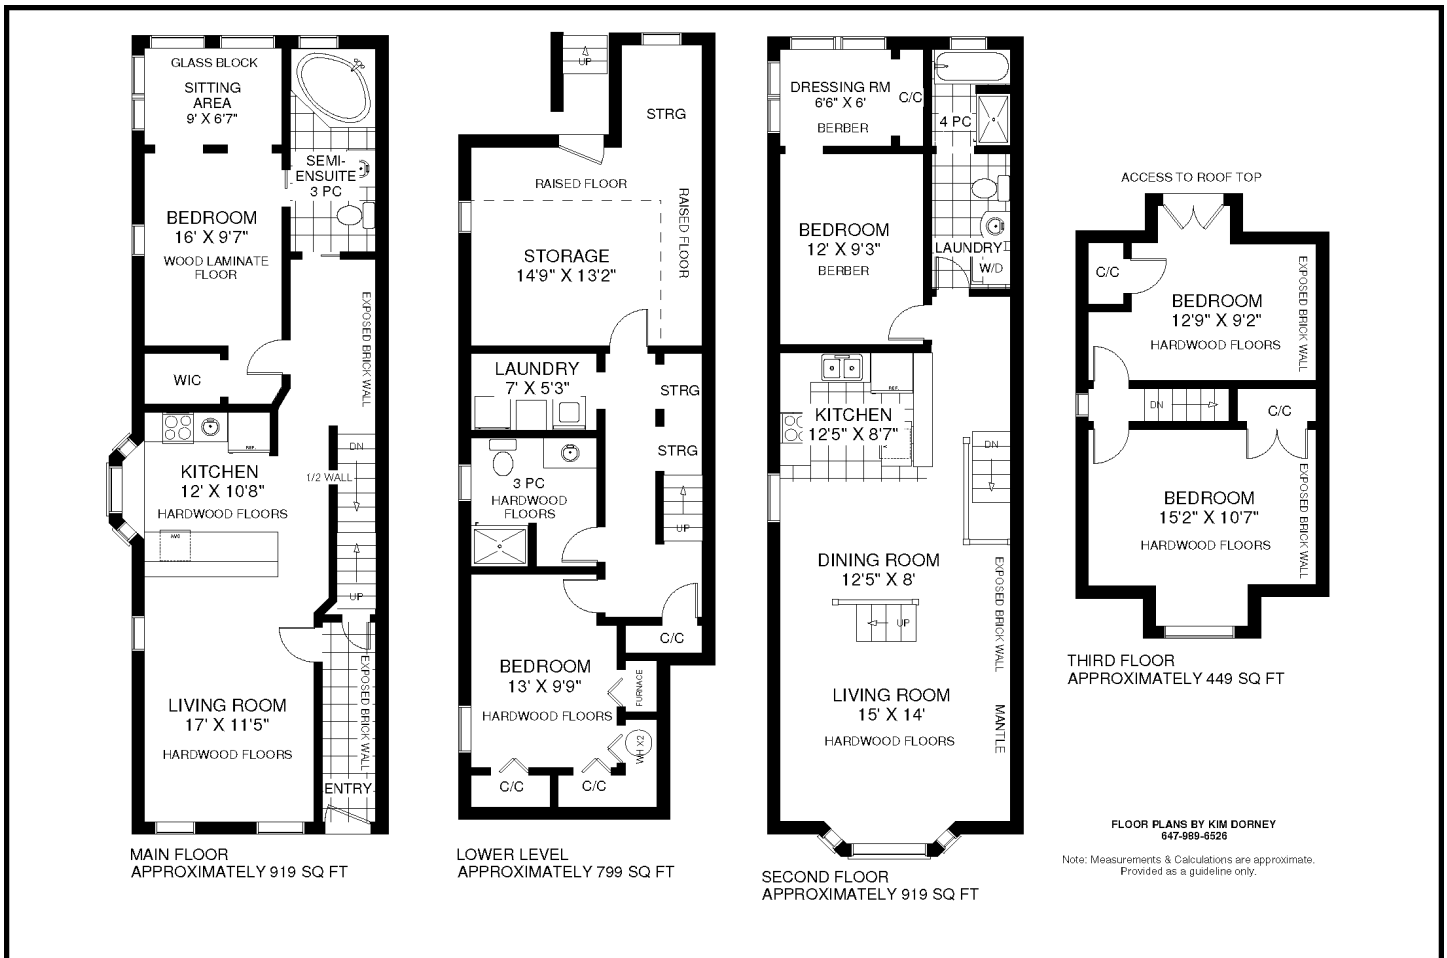 GLASS BLOCK
SITTING
AREA
9' X 6'7"
SEMI-
ENSUITE
3 PC
BEDROOM
16' X 9'7"
WOOD LAMINATE
FLOOR
EXPOSED BRICK WALL
WIC
REF.
DN
1/2 WALL
KITCHEN
12' X 10'8"
HARDWOOD FLOORS
UP
EXPOSED BRICK WALL
LIVING ROOM
17' X 11'5"
HARDWOOD FLOORS
ENTRY
MAIN FLOOR
APPROXIMATELY 919 SQ FT
UP
STRG
RAISED FLOOR
RAISED FLOOR
STORAGE
14'9" X 13'2"
LAUNDRY
7' X 5'3"
STRG
STRG
3 PC
HARDWOOD
FLOORS
UP
C/C
BEDROOM
13' X 9'9"
HARDWOOD FLOORS
FURNACE
WH X2
C/C
C/C
LOWER LEVEL
APPROXIMATELY 799 SQ FT
DRESSING RM
6'6" X 6'
BERBER
C/C
4 PC
BEDROOM
12' X 9'3"
BERBER
LAUNDRY
W/D
REF.
KITCHEN
12'5" X 8'7"
DN
DINING ROOM
12'5" X 8'
EXPOSED BRICK WALL
UP
LIVING ROOM
15' X 14'
HARDWOOD FLOORS
MANTLE
SECOND FLOOR
APPROXIMATELY 919 SQ FT
ACCESS TO ROOF TOP
C/C
BEDROOM
12'9" X 9'2"
HARDWOOD FLOORS
EXPOSED BRICK WALL
DN
C/C
BEDROOM
15'2" X 10'7"
HARDWOOD FLOORS
EXPOSED BRICK WALL
THIRD FLOOR
APPROXIMATELY 449 SQ FT
FLOOR PLANS BY KIM DORNEY
647-989-6526
Note: Measurements & Calculations are approximate.
Provided as a guideline only.